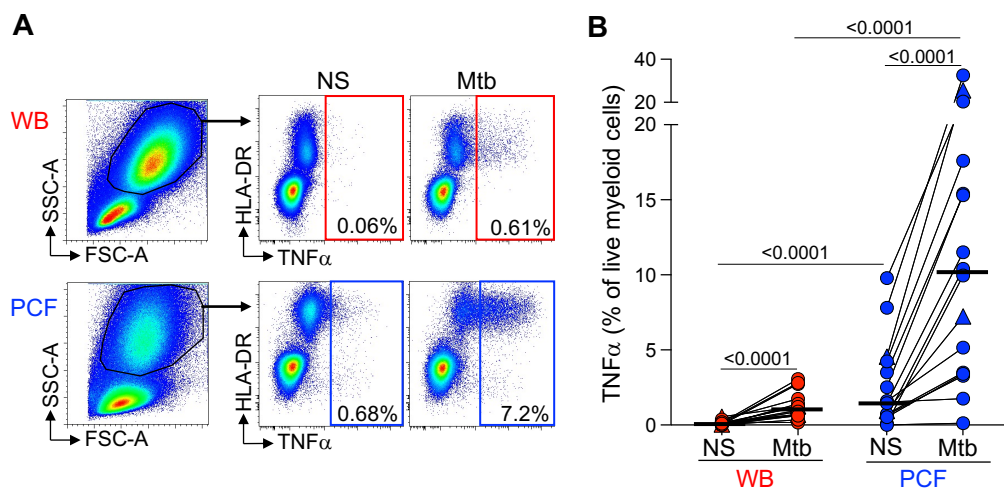 A
NS
Mtb
WB
SSC-A
FSC-A
HLA-DR
0.06%
0.61%
TNFα
PCF
SSC-A
FSC-A
HLA-DR
0.68%
7.2%
TNFα
B
<0.0001
<0.0001
<0.0001
<0.0001
TNFα (% of live myeloid cells)
40
20
20
15
10
5
0
NS
Mtb
NS
Mtb
WB
PCF